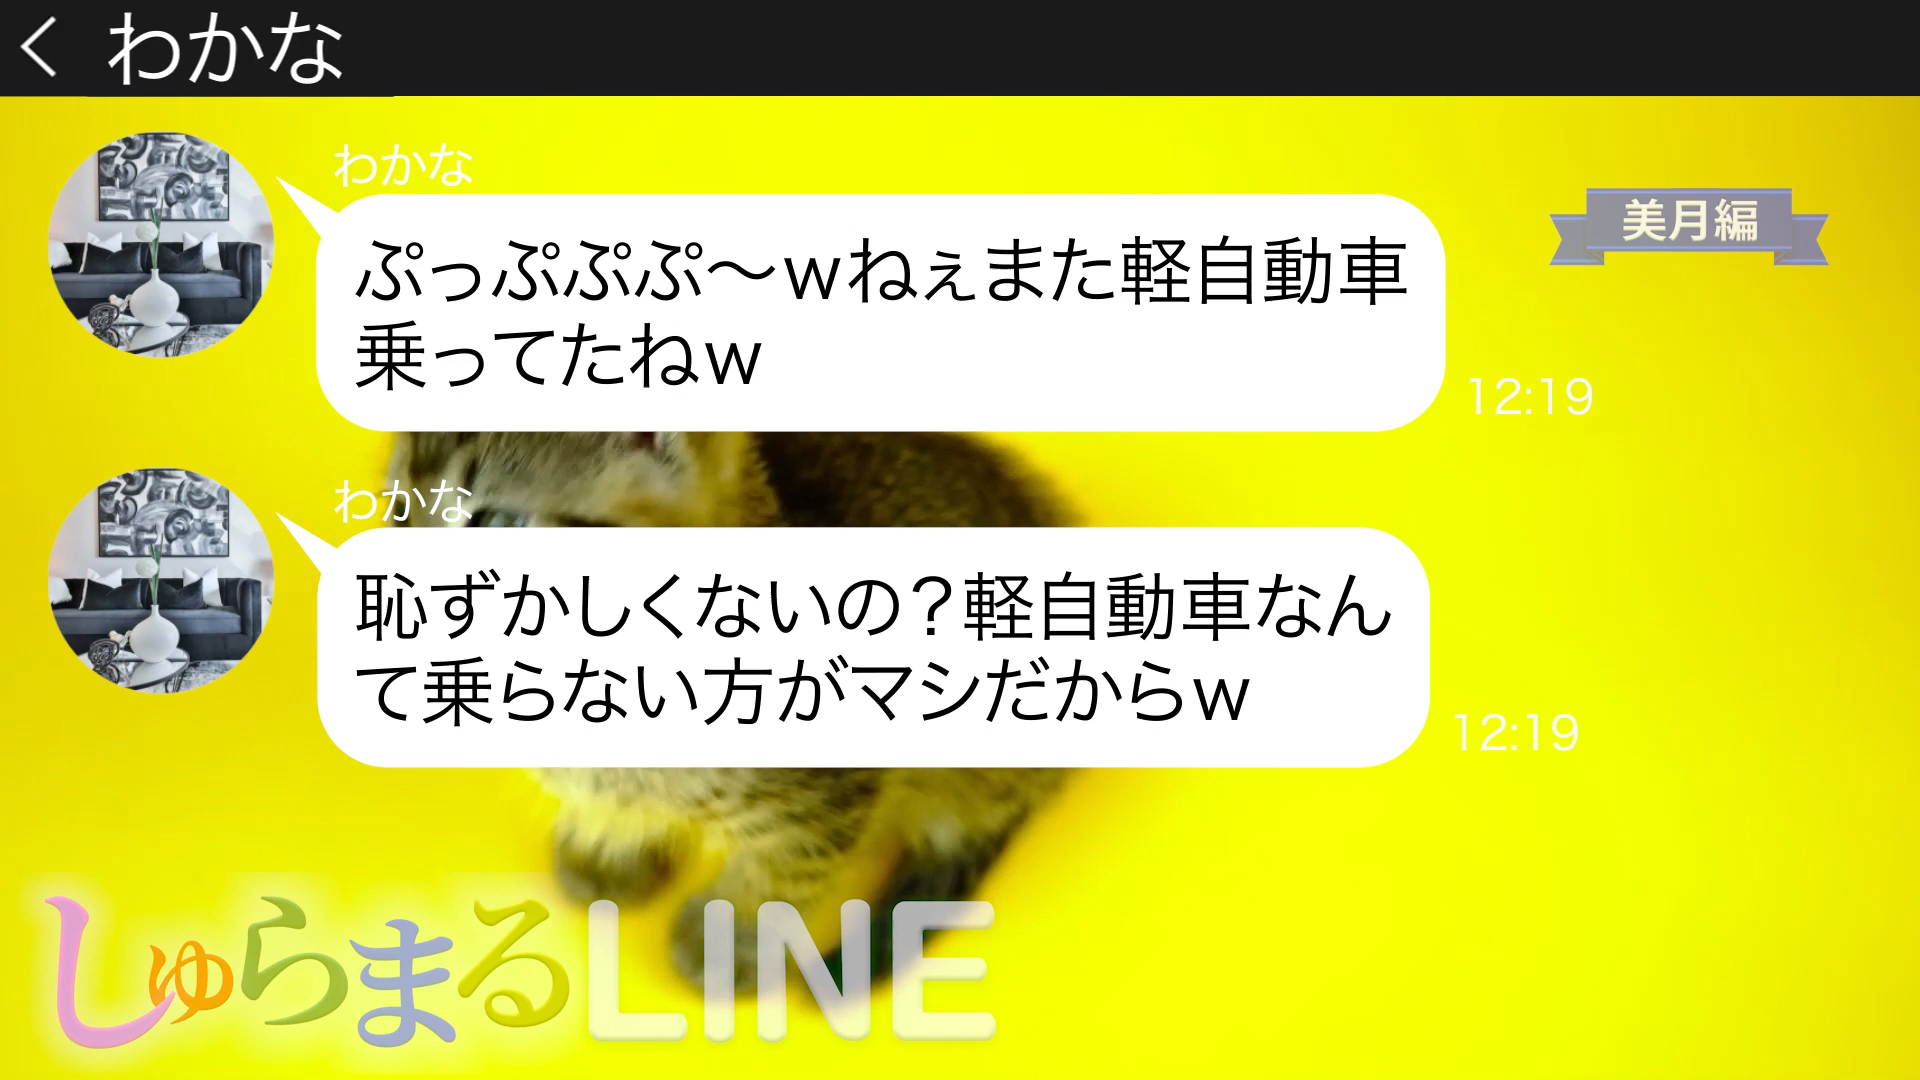 わかな
わかな
美月編
ぷっぷぷぷ～wねぇまた軽自動車
乗ってたねw
12:19
わかな
恥ずかしくないの？軽自動車なん
て乗らない方がマシだからw
12:19
しゅらまるLINE